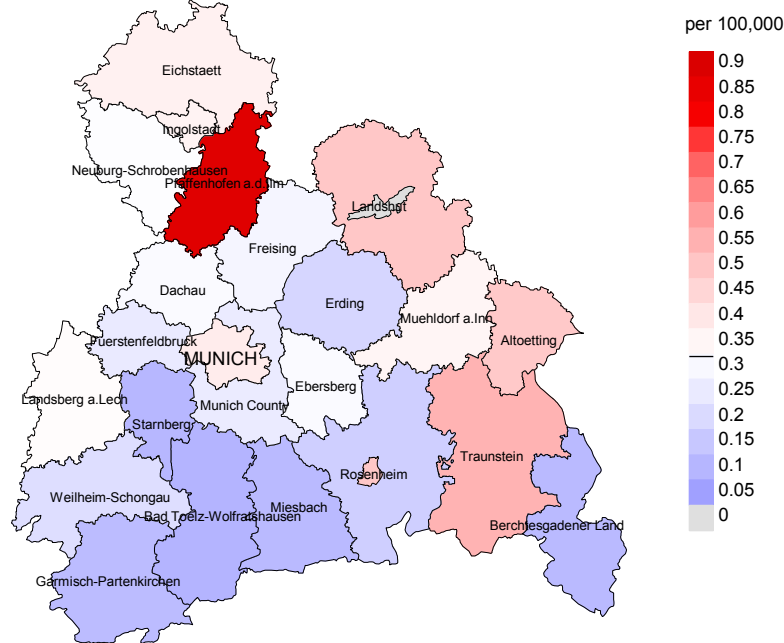 per 100,000
0.9
0.85
0.8
0.75
0.7
0.65
0.6
0.55
0.5
0.45
0.4
0.35
0.3
0.25
0.2
0.15
0.1
0.05
0
Eichstaett
Ingolstadt
Neuburg-Schrobenhausen
Pfaffenhofen a.d.Ilm
Landshut
Freising
Dachau
Erding
Muehldorf a.Inn
Altoetting
Fuerstenfeldbruck
MUNICH
Ebersberg
Landsberg a.Lech
Munich County
Starnberg
Traunstein
Rosenheim
Weilheim-Schongau
Miesbach
Bad Toelz-Wolfratshausen
Berchtesgadener Land
Garmisch-Partenkirchen